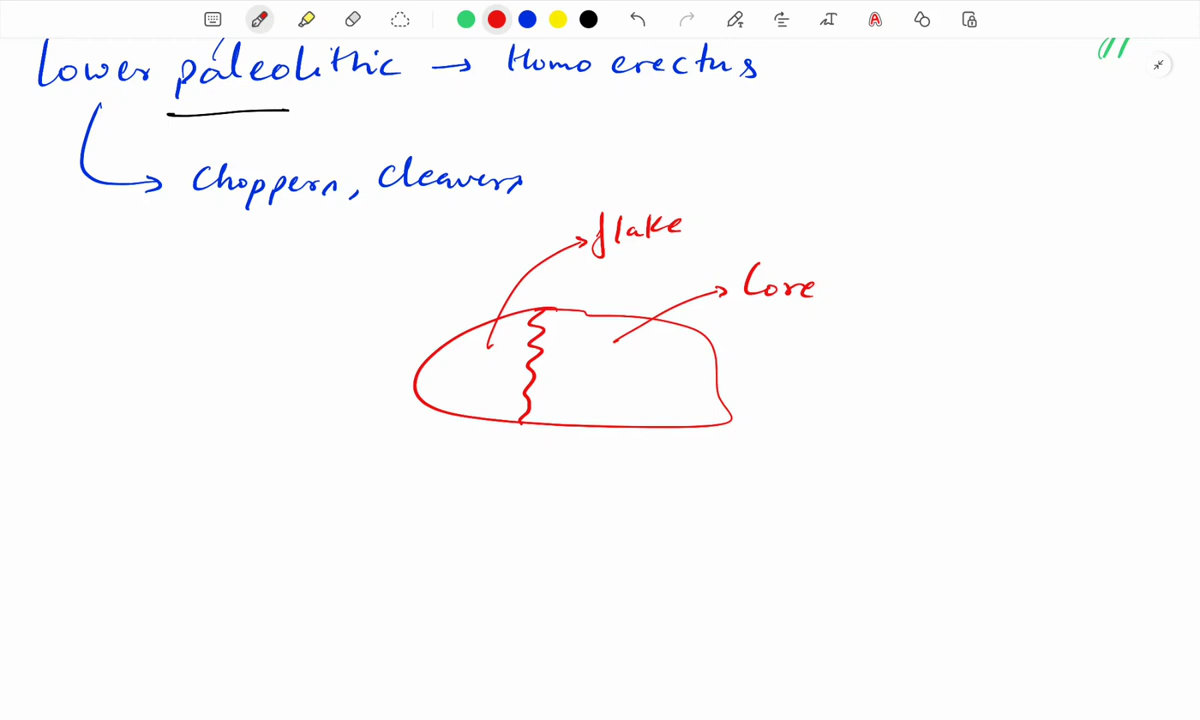 Lower paleolithic → Homo erectus
Choppers, Cleavers
flake
Core